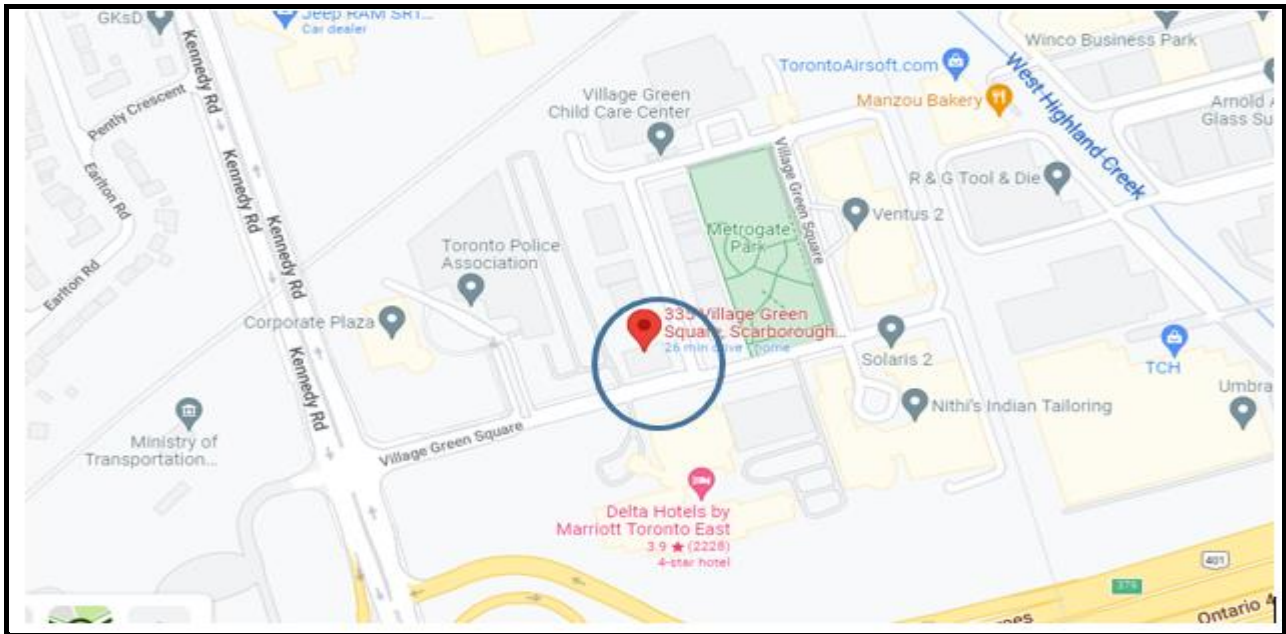 GKsD
Jeep RAM SRT...
Car dealer
Winco Business Park
TorontoAirsoft.com
Manzou Bakery
West Highland Creek
Arnold
Glass Su
Village Green
Child Care Center
Kennedy Rd
Pently Crescent
Kennedy Rd
Earlton Rd
Kennedy Rd
Village Green Square
R & G Tool & Die
Ventus 2
Metrogate
Park
Toronto Police
Association
Earlton Rd
Corporate Plaza
335 Village Green
Square, Scarborough...
26 min drive - home
Solaris 2
TCH
Kennedy Rd
Umbra
Nithi's Indian Tailoring
Ministry of
Transportation...
Village Green Square
Delta Hotels by
Marriott Toronto East
3.9 ★ (2228)
4-star hotel
401
376
Ontario 4